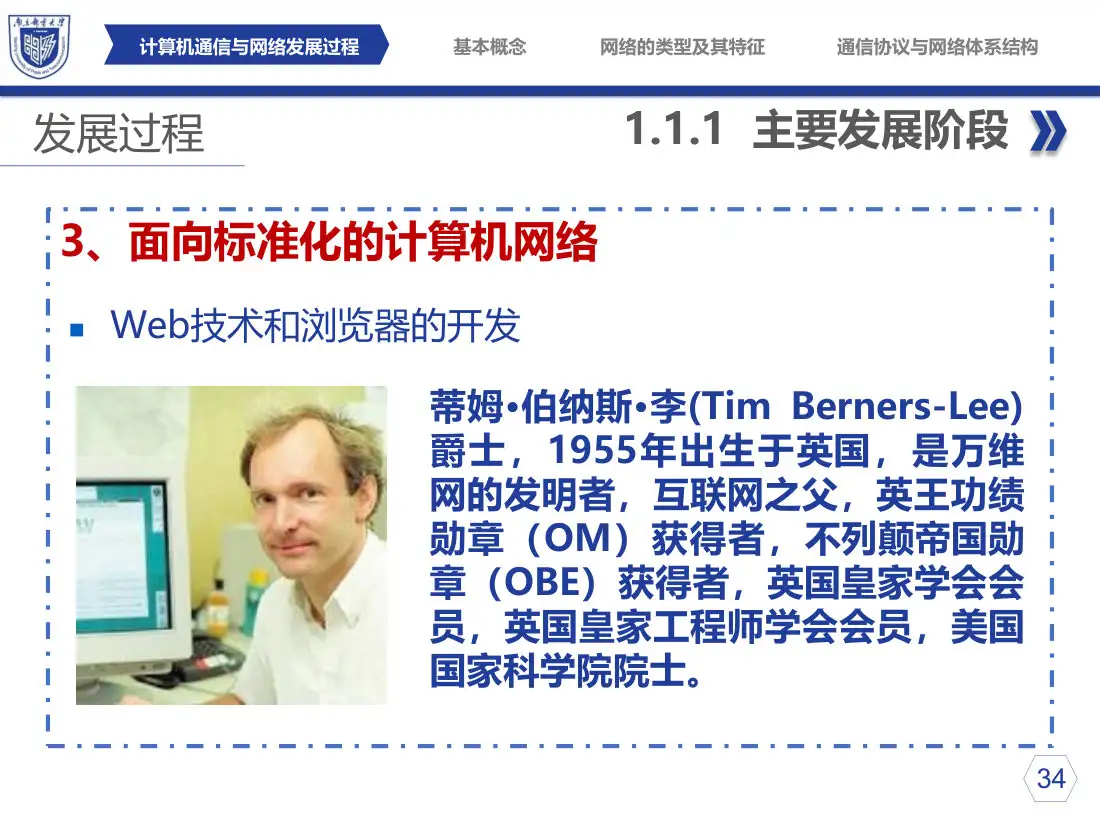 南京邮电大学
计算机通信与网络发展过程
基本概念
网络的类型及其特征
通信协议与网络体系结构
发展过程
1.1.1 主要发展阶段
3、面向标准化的计算机网络
Web技术和浏览器的开发
蒂姆•伯纳斯•李(Tim Berners-Lee)
爵士，1955年出生于英国，是万维
网的发明者，互联网之父，英王功绩
勋章（OM）获得者，不列颠帝国勋
章（OBE）获得者，英国皇家学会会
员，英国皇家工程师学会会员，美国
国家科学院院士。
34